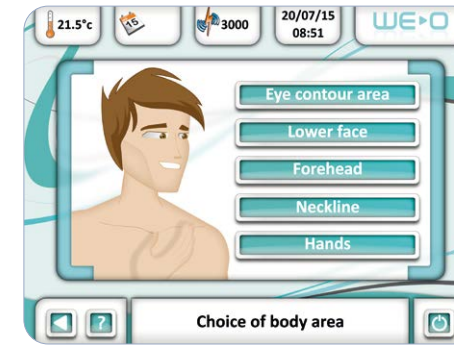 21.5°c
15
3000
20/07/15
08:51
WE▸O
Eye contour area
Lower face
Forehead
Neckline
Hands
?
Choice of body area